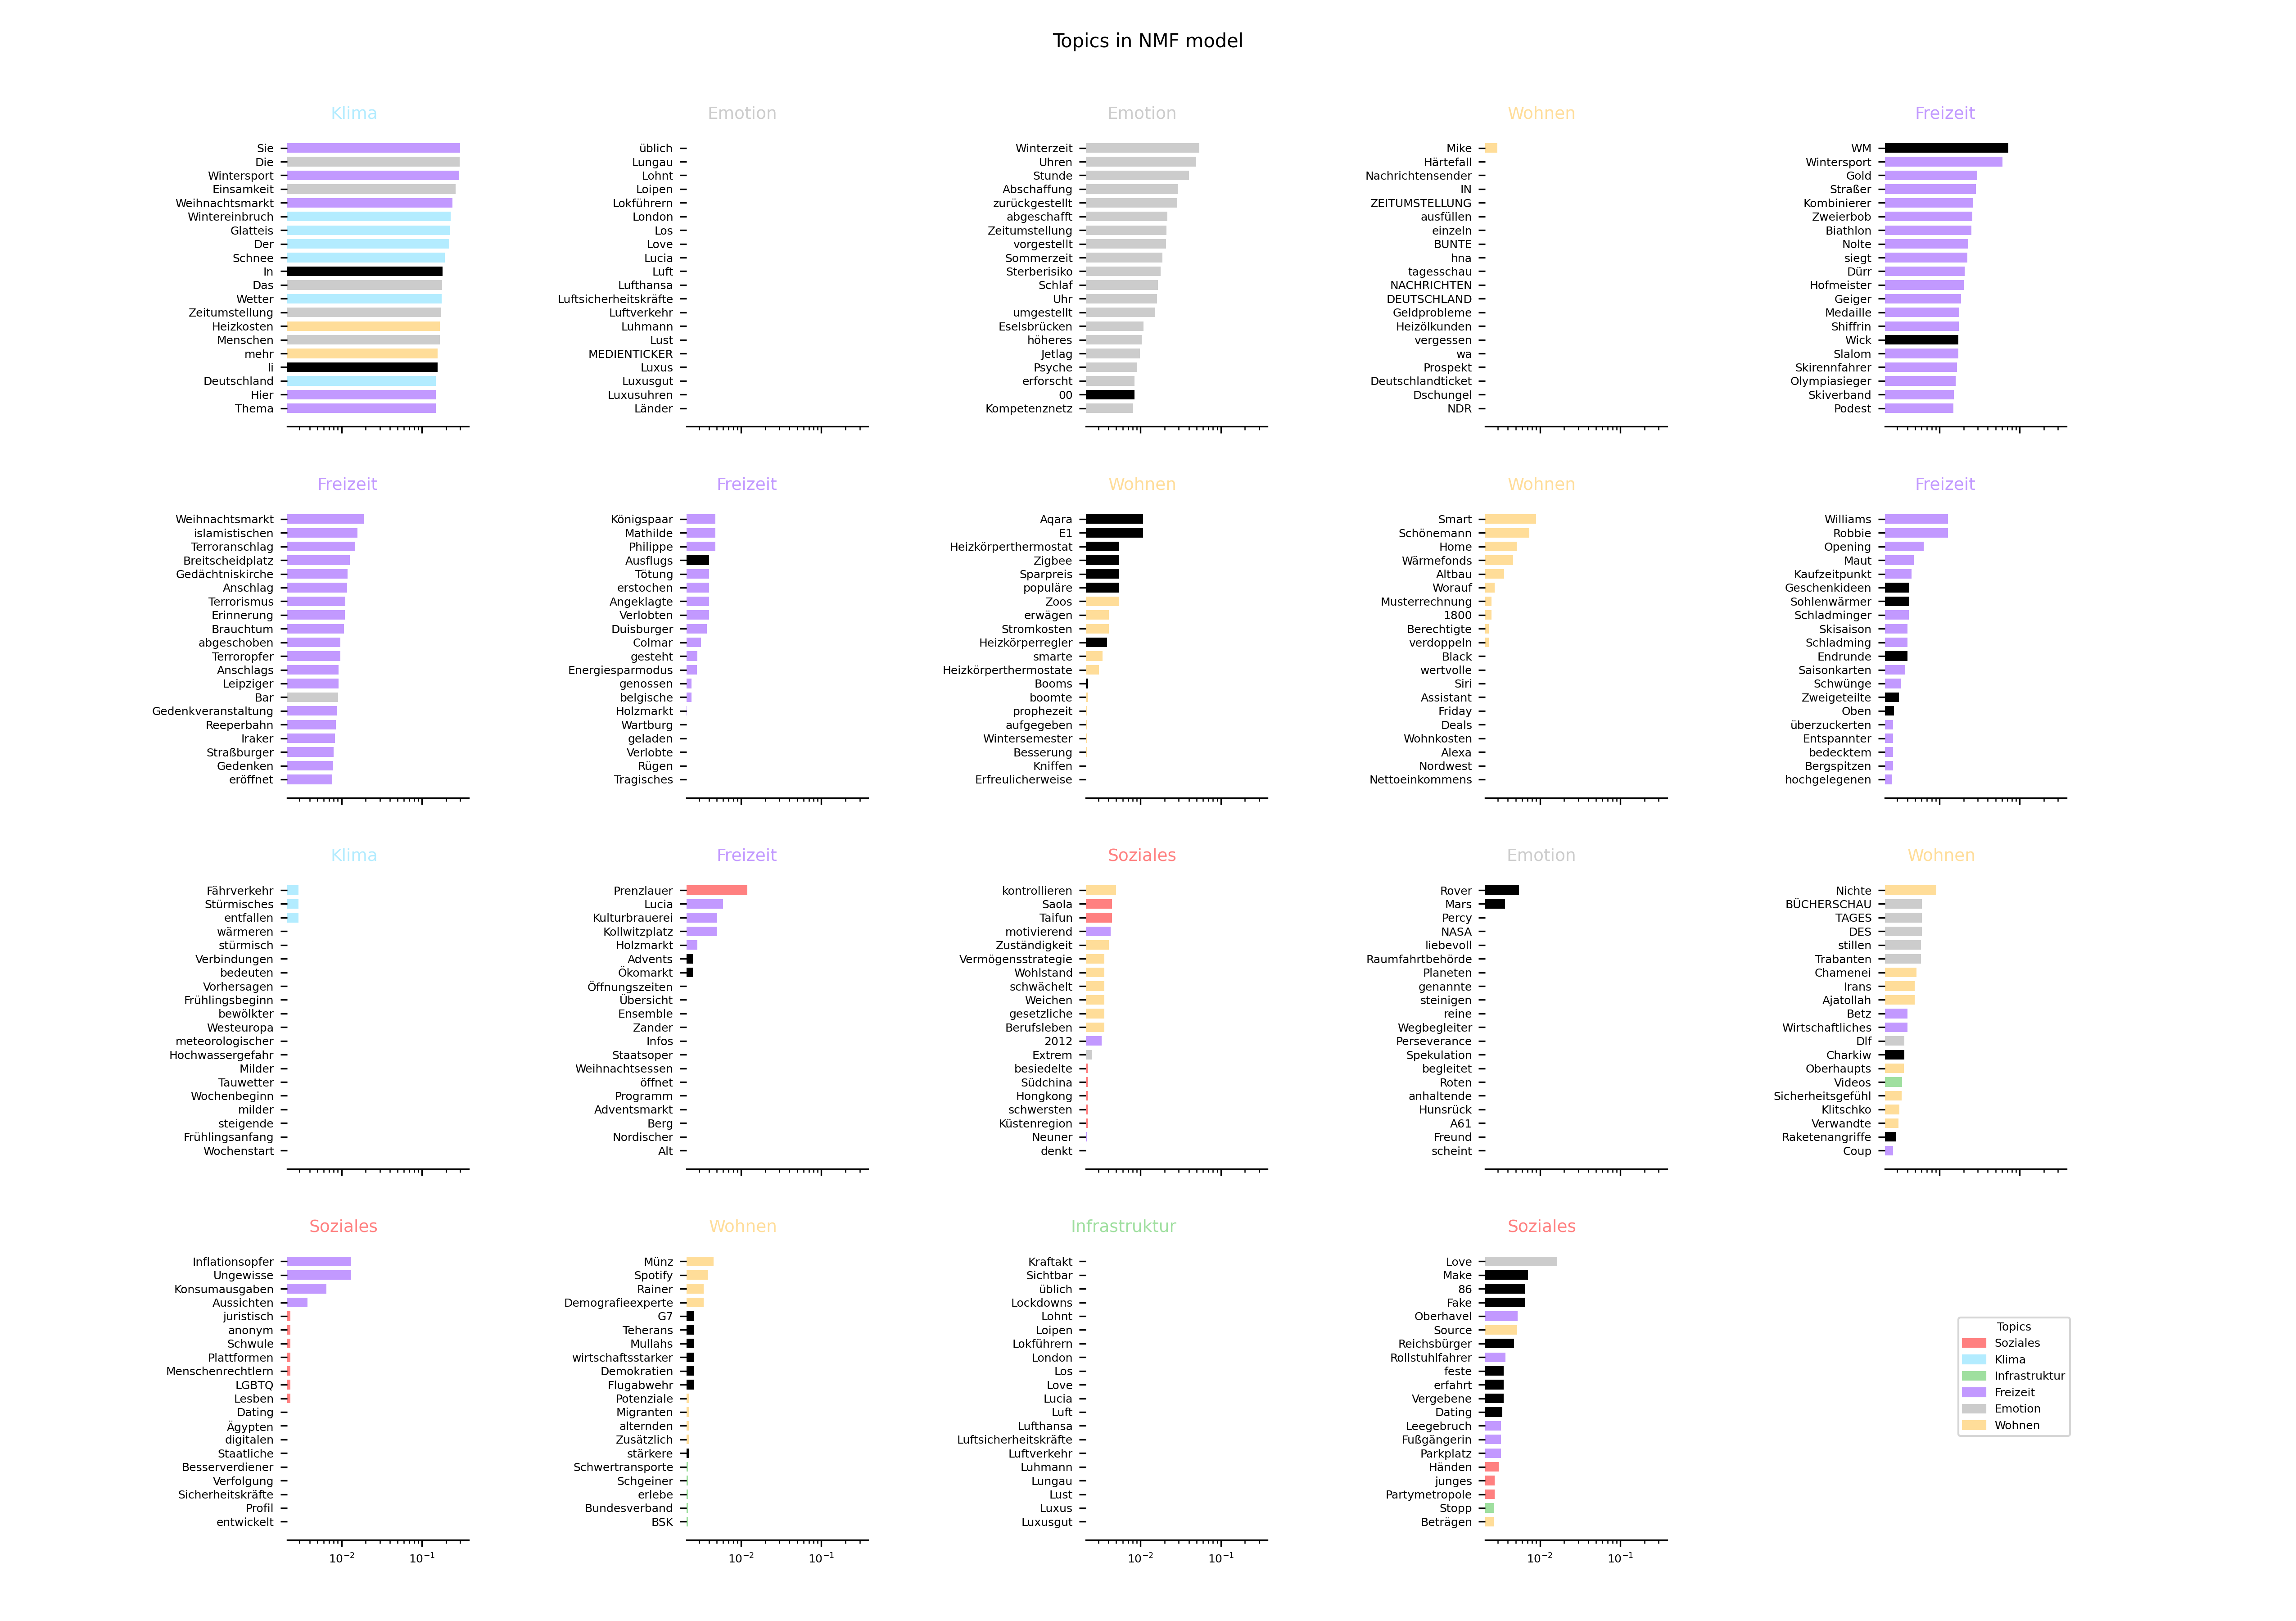 Topics in NMF model
Klima
Sie
Die
Wintersport
Einsamkeit
Weihnachtsmarkt
Wintereinbruch
Glatteis
Der
Schnee
In
Das
Wetter
Zeitumstellung
Heizkosten
Menschen
mehr
li
Deutschland
Hier
Thema
Emotion
üblich
Lungau
Lohnt
Loipen
Lokführern
London
Los
Love
Lucia
Luft
Lufthansa
Luftsicherheitskräfte
Luftverkehr
Luhmann
Lust
MEDIENTICKER
Luxus
Luxusgut
Luxusuhren
Länder
Emotion
Winterzeit
Uhren
Stunde
Abschaffung
zurückgestellt
abgeschafft
Zeitumstellung
vorgestellt
Sommerzeit
Sterberisiko
Schlaf
Uhr
umgestellt
Eselsbrücken
höheres
Jetlag
Psyche
erforscht
00
Kompetenznetz
Wohnen
Mike
Härtefall
Nachrichtensender
IN
ZEITUMSTELLUNG
ausfüllen
einzeln
BUNTE
hna
tagesschau
NACHRICHTEN
DEUTSCHLAND
Geldprobleme
Heizölkunden
vergessen
wa
Prospekt
Deutschlandticket
Dschungel
NDR
Freizeit
WM
Wintersport
Gold
Straßer
Kombinierer
Zweierbob
Biathlon
Nolte
siegt
Dürr
Hofmeister
Geiger
Medaille
Shiffrin
Wick
Slalom
Skirennfahrer
Olympiasieger
Skiverband
Podest
Freizeit
Weihnachtsmarkt
islamistischen
Terroranschlag
Breitscheidplatz
Gedächtniskirche
Anschlag
Terrorismus
Erinnerung
Brauchtum
abgeschoben
Terroropfer
Anschlags
Leipziger
Bar
Gedenkveranstaltung
Reeperbahn
Iraker
Straßburger
Gedenken
eröffnet
Freizeit
Königspaar
Mathilde
Philippe
Ausflugs
Tötung
erstochen
Angeklagte
Verlobten
Duisburger
Colmar
gesteht
Energiesparmodus
genossen
belgische
Holzmarkt
Wartburg
geladen
Verlobte
Rügen
Tragisches
Wohnen
Aqara
E1
Heizkörperthermostat
Zigbee
Sparpreis
populäre
Zoos
erwägen
Stromkosten
Heizkörperregler
smarte
Heizkörperthermostate
Booms
boomte
prophezeit
aufgegeben
Wintersemester
Besserung
Kniffen
Erfreulicherweise
Wohnen
Smart
Schönemann
Home
Wärmefonds
Altbau
Worauf
Musterrechnung
1800
Berechtigte
verdoppeln
Black
wertvolle
Siri
Assistant
Friday
Deals
Wohnkosten
Alexa
Nordwest
Nettoeinkommens
Freizeit
Williams
Robbie
Opening
Maut
Kaufzeitpunkt
Geschenkideen
Sohlenwärmer
Schladminger
Skisaison
Schladming
Endrunde
Saisonkarten
Schwünge
Zweigeteilte
Oben
überzuckerten
Entspannter
bedecktem
Bergspitzen
hochgelegenen
Klima
Fährverkehr
Stürmisches
entfallen
wärmeren
stürmisch
Verbindungen
bedeuten
Vorhersagen
Frühlingsbeginn
bewölkter
Westeuropa
meteorologischer
Hochwassergefahr
Milder
Tauwetter
Wochenbeginn
milder
steigende
Frühlingsanfang
Wochenstart
Freizeit
Prenzlauer
Lucia
Kulturbrauerei
Kollwitzplatz
Holzmarkt
Advents
Ökomarkt
Öffnungszeiten
Übersicht
Ensemble
Zander
Infos
Staatsoper
Weihnachtsessen
öffnet
Programm
Adventsmarkt
Berg
Nordischer
Alt
Soziales
kontrollieren
Saola
Taifun
motivierend
Zuständigkeit
Vermögensstrategie
Wohlstand
schwächelt
Weichen
gesetzliche
Berufsleben
2012
Extrem
besiedelte
Südchina
Hongkong
schwersten
Küstenregion
Neuner
denkt
Emotion
Rover
Mars
Percy
NASA
liebevoll
Raumfahrtbehörde
Planeten
genannte
steinigen
reine
Wegbegleiter
Perseverance
Spekulation
begleitet
Roten
anhaltende
Hunsrück
A61
Freund
scheint
Wohnen
Nichte
BÜCHERSCHAU
TAGES
DES
stillen
Trabanten
Chamenei
Irans
Ajatollah
Betz
Wirtschaftliches
Dlf
Charkiw
Oberhaupts
Videos
Sicherheitsgefühl
Klitschko
Verwandte
Raketenangriffe
Coup
Soziales
Inflationsopfer
Ungewisse
Konsumausgaben
Aussichten
juristisch
anonym
Schwule
Plattformen
Menschenrechtlern
LGBTQ
Lesben
Dating
Ägypten
digitalen
Staatliche
Besserverdiener
Verfolgung
Sicherheitskräfte
Profil
entwickelt
10⁻² 10⁻¹
Wohnen
Münz
Spotify
Rainer
Demografieexperte
G7
Teherans
Mullahs
wirtschaftsstarker
Demokratien
Flugabwehr
Potenziale
Migranten
alternden
Zusätzlich
stärkere
Schwertransporte
Schgeiner
erlebe
Bundesverband
BSK
10⁻² 10⁻¹
Infrastruktur
Kraftakt
Sichtbar
üblich
Lockdowns
Lohnt
Loipen
Lokführern
London
Los
Love
Lucia
Luft
Lufthansa
Luftsicherheitskräfte
Luftverkehr
Luhmann
Lungau
Lust
Luxus
Luxusgut
10⁻² 10⁻¹
Soziales
Love
Make
86
Fake
Oberhavel
Source
Reichsbürger
Rollstuhlfahrer
feste
erfahrt
Vergebene
Dating
Leegebruch
Fußgängerin
Parkplatz
Händen
junges
Partymetropole
Stopp
Beträgen
10⁻² 10⁻¹
Topics
Soziales
Klima
Infrastruktur
Freizeit
Emotion
Wohnen